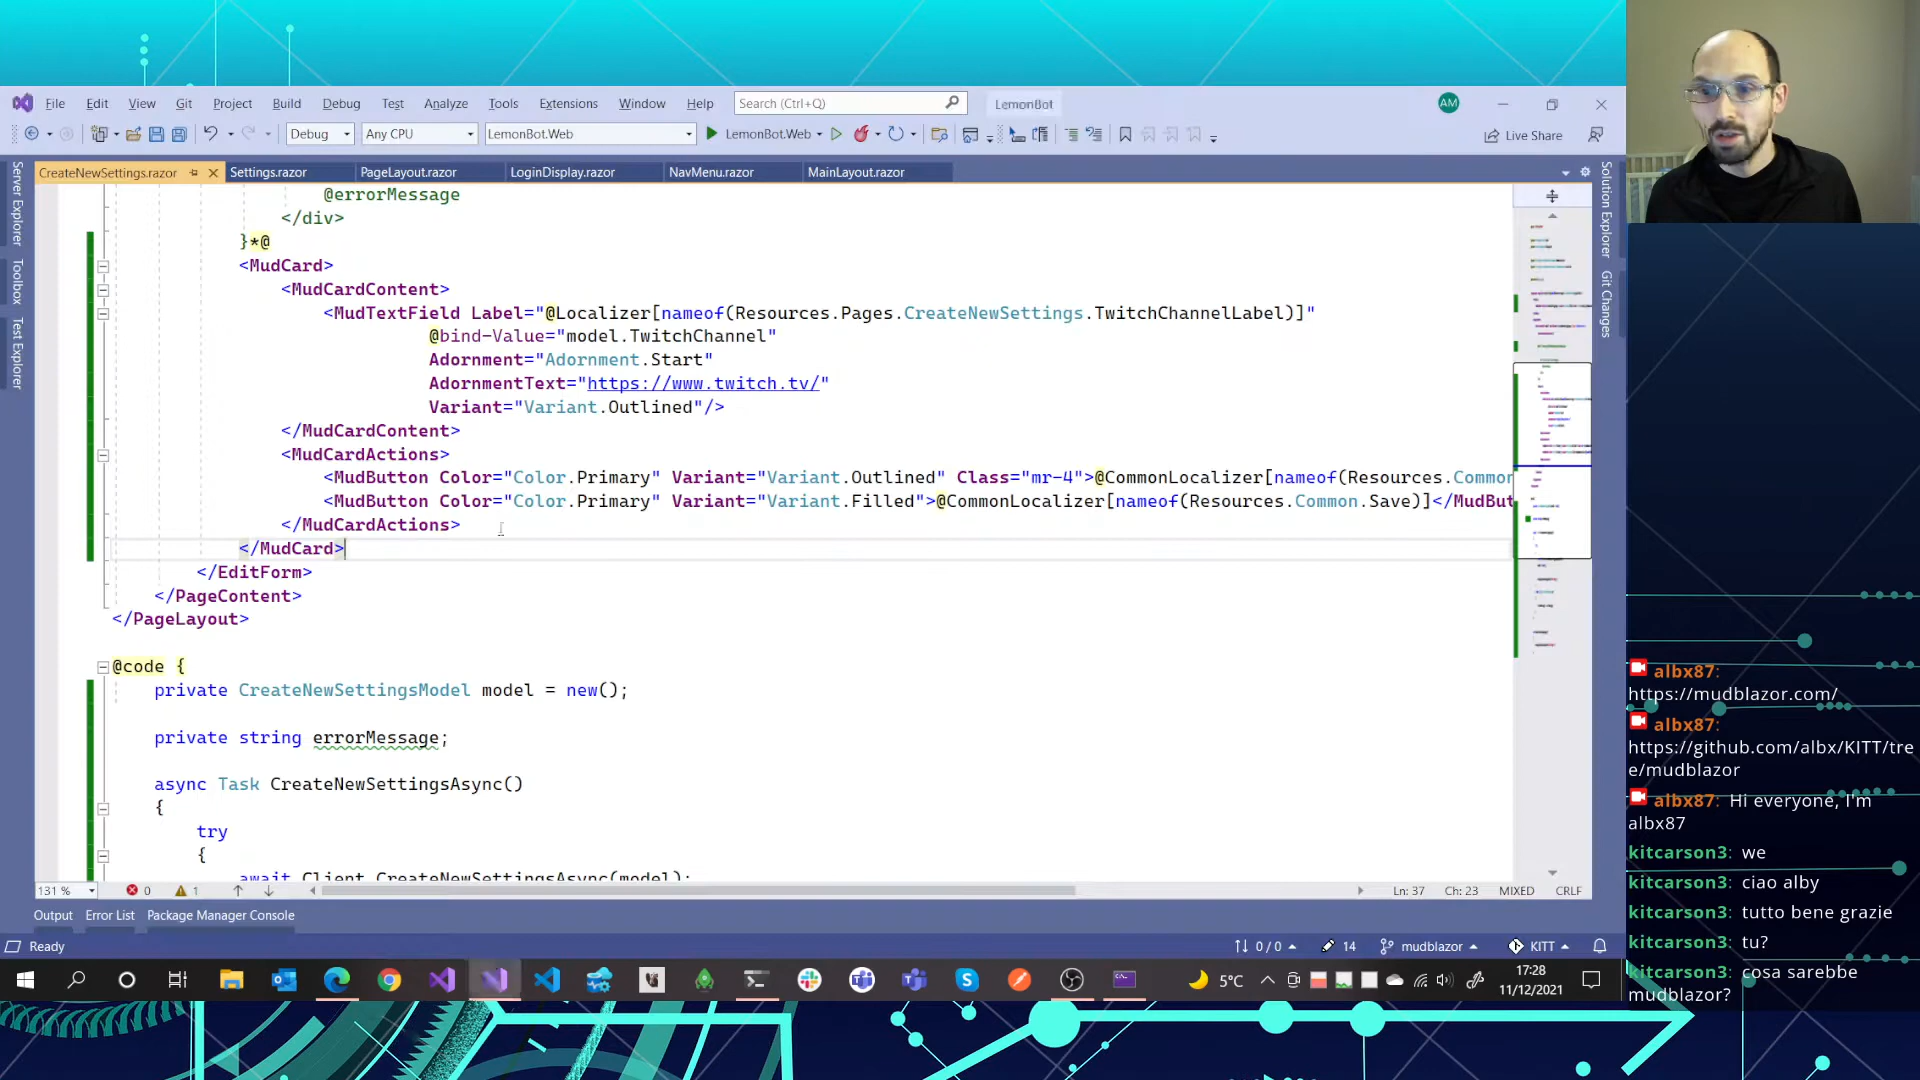 File Edit View Git Project Build Debug Test Analyze Tools Extensions Window Help Search (Ctrl+Q) LemonBot AM
Debug Any CPU LemonBot.Web LemonBot.Web Live Share
CreateNewSettings.razor Settings.razor PageLayout.razor LoginDisplay.razor NavMenu.razor MainLayout.razor
Server Explorer
Toolbox
Test Explorer
Solution Explorer
Git Changes
@errorMessage
</div>
}*@
<MudCard>
<MudCardContent>
<MudTextField Label="@Localizer[nameof(Resources.Pages.CreateNewSettings.TwitchChannelLabel)]"
@bind-Value="model.TwitchChannel"
Adornment="Adornment.Start"
AdornmentText="https://www.twitch.tv/"
Variant="Variant.Outlined"/>
</MudCardContent>
<MudCardActions>
<MudButton Color="Color.Primary" Variant="Variant.Outlined" Class="mr-4">@CommonLocalizer[nameof(Resources.Common
<MudButton Color="Color.Primary" Variant="Variant.Filled">@CommonLocalizer[nameof(Resources.Common.Save)]</MudBut
</MudCardActions>
</MudCard>
</EditForm>
</PageContent>
</PageLayout>
@code {
private CreateNewSettingsModel model = new();
private string errorMessage;
async Task CreateNewSettingsAsync()
{
try
{
await Client.CreateNewSettingsAsync(model);
131 % 0 1 Ln: 37 Ch: 23 MIXED CRLF
Output Error List Package Manager Console
Ready 0 / 0 14 mudblazor KITT
5°C 17:28
11/12/2021
albx87:
https://mudblazor.com/
albx87:
https://github.com/albx/KITT/tre
e/mudblazor
albx87: Hi everyone, I'm
albx87
kitcarson3: we
kitcarson3: ciao alby
kitcarson3: tutto bene grazie
kitcarson3: tu?
kitcarson3: cosa sarebbe
mudblazor?